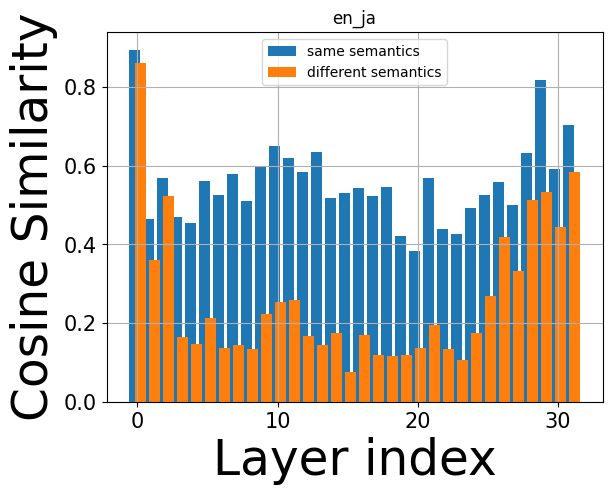 en_ja
same semantics
different semantics
Cosine Similarity
0.8
0.6
0.4
0.2
0.0
0 10 20 30
Layer index